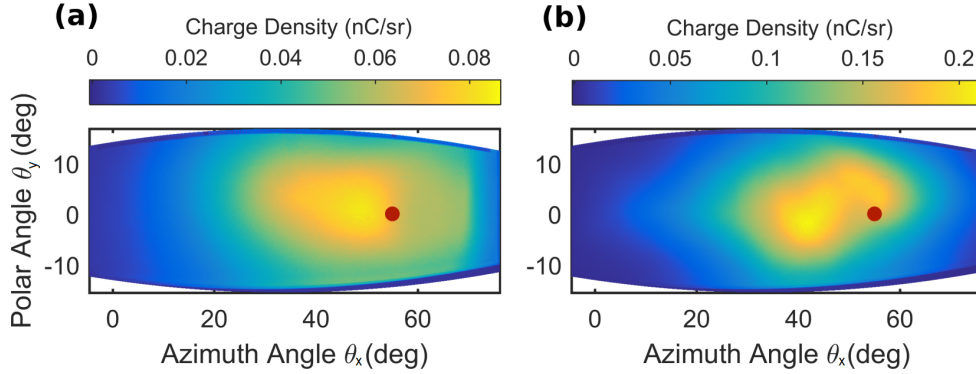 (a)
Charge Density (nC/sr)
0 0.02 0.04 0.06 0.08
Polar Angle θy (deg)
10
0
-10
0 20 40 60
Azimuth Angle θx (deg)
(b)
Charge Density (nC/sr)
0 0.05 0.1 0.15 0.2
10
0
-10
0 20 40 60
Azimuth Angle θx (deg)